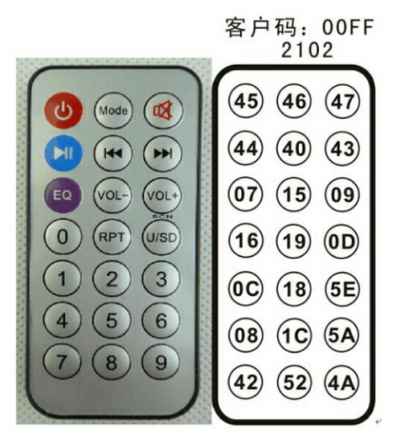 客户码：00FF
2102
Mode
EQ VOL- VOL+
SCN
0 RPT U/SD
1 2 3
4 5 6
7 8 9
45 46 47
44 40 43
07 15 09
16 19 0D
0C 18 5E
08 1C 5A
42 52 4A